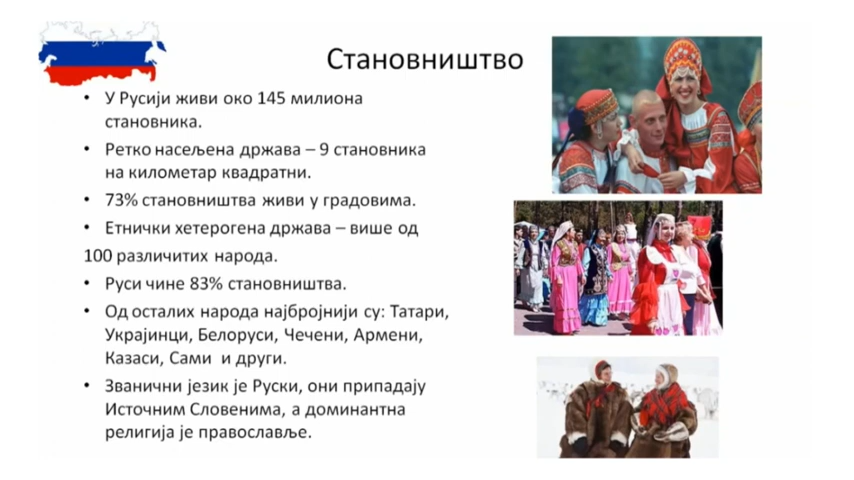 Становништво
• У Русији живи око 145 милиона
становника.
• Ретко насељена држава – 9 становника
на километар квадратни.
• 73% становништва живи у градовима.
• Етнички хетерогена држава – више од
100 различитих народа.
• Руси чине 83% становништва.
• Од осталих народа најбројнији су: Татари,
Украјинци, Белоруси, Чечени, Армени,
Казаси, Сами и други.
• Званични језик је Руски, они припадају
Источним Словенима, а доминантна
религија је православље.